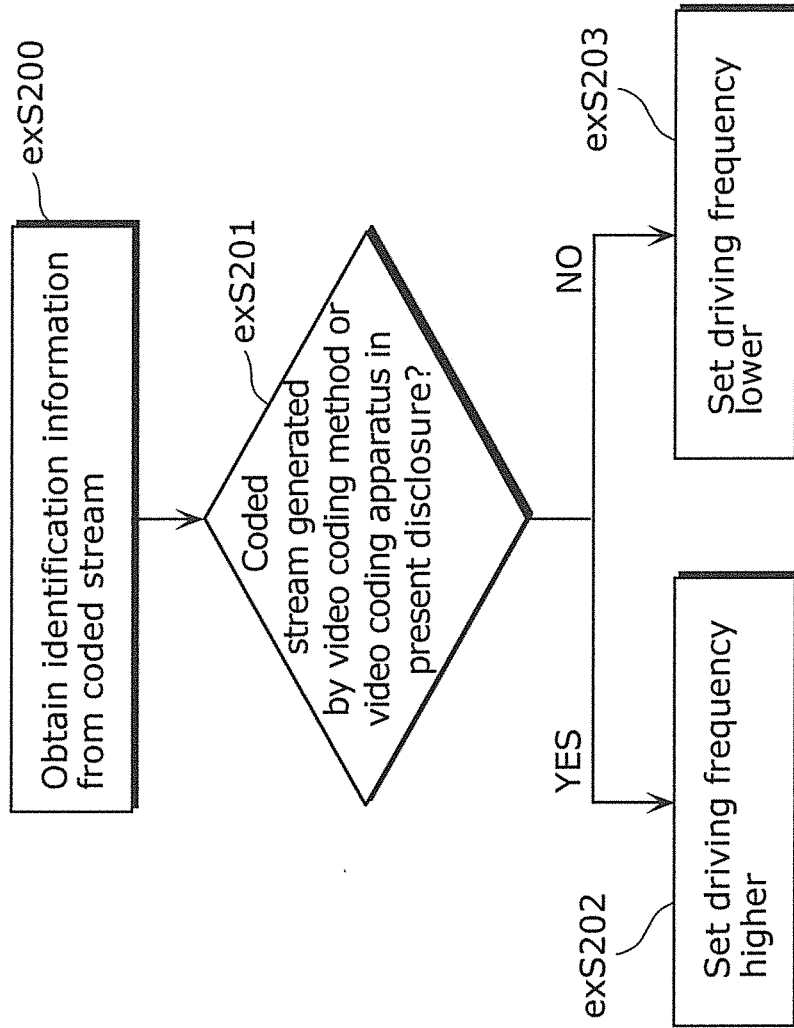 exS200
Obtain identification information
from coded stream
exS201
Coded
stream generated
by video coding method or
video coding apparatus in
present disclosure?
YES
NO
exS202
Set driving frequency
higher
exS203
Set driving frequency
lower